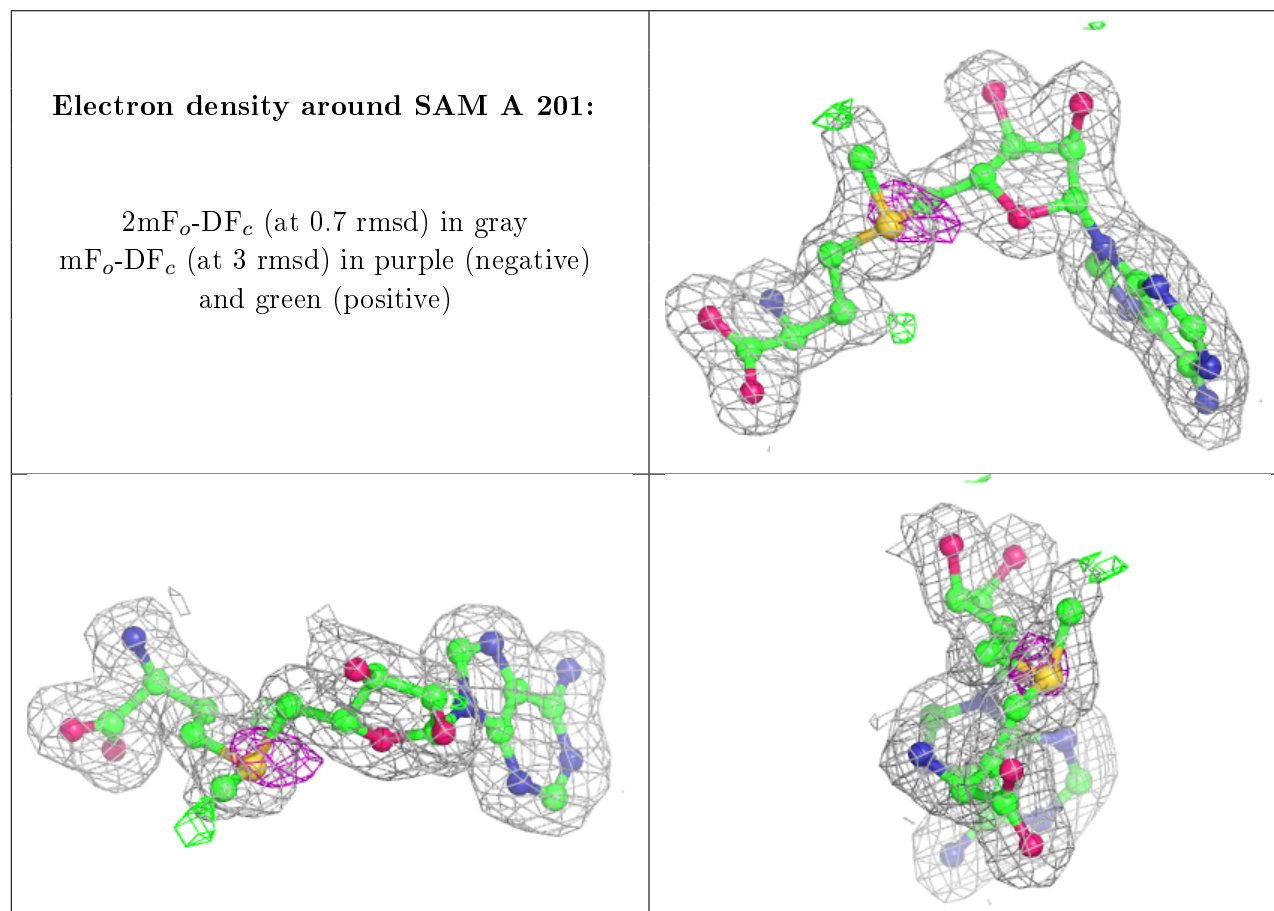 Electron density around SAM A 201:
2mFₒ-DF𝑐 (at 0.7 rmsd) in gray
mFₒ-DF𝑐 (at 3 rmsd) in purple (negative)
and green (positive)